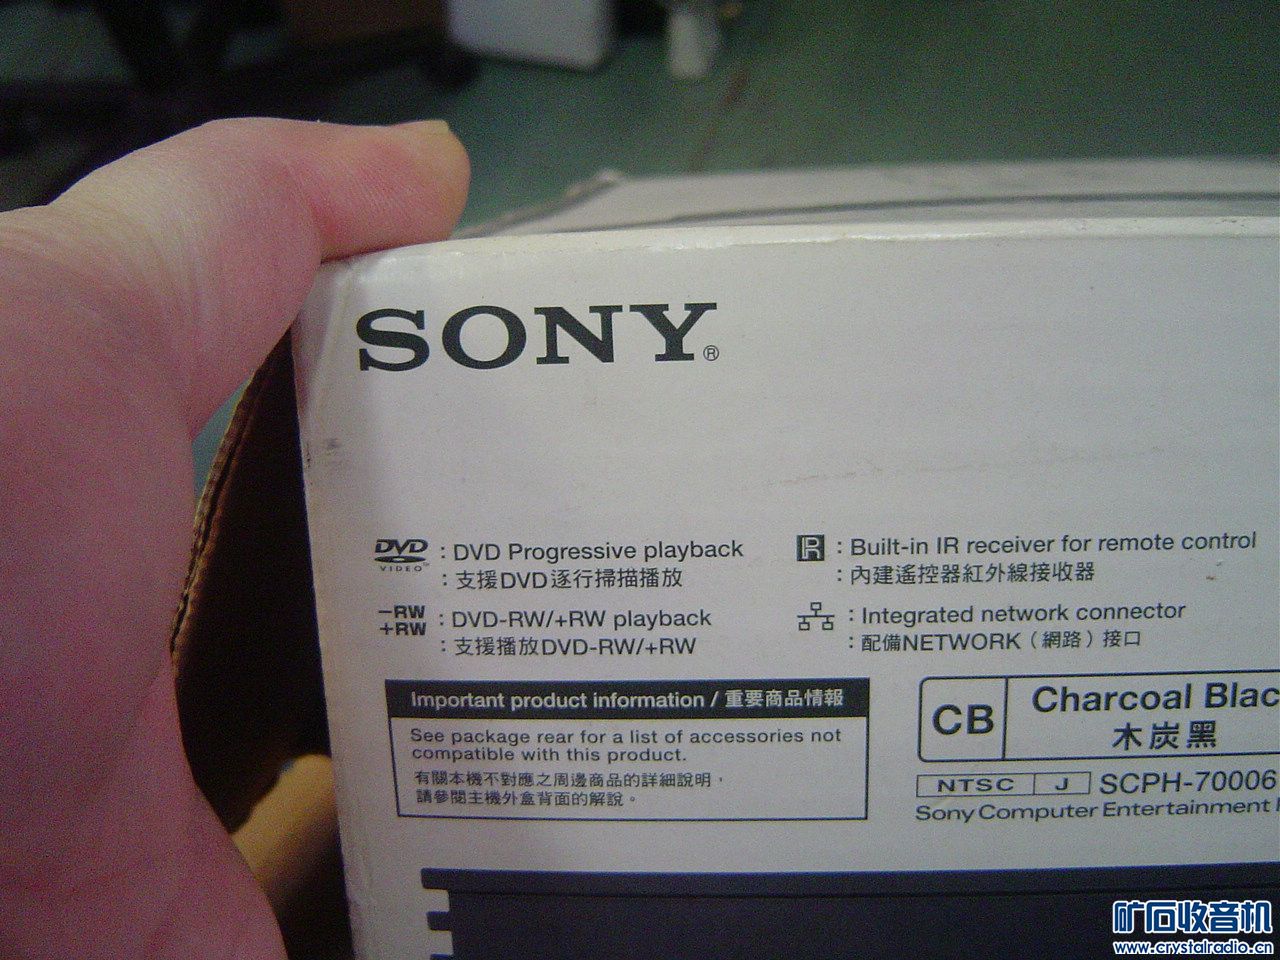 SONY®
DVD VIDEO : DVD Progressive playback
: 支援DVD逐行掃描播放
-RW +RW : DVD-RW/+RW playback
: 支援播放DVD-RW/+RW
IR : Built-in IR receiver for remote control
: 內建遙控器紅外線接收器
: Integrated network connector
: 配備NETWORK（網路）接口
Important product information / 重要商品情報
See package rear for a list of accessories not
compatible with this product.
有關本機不對應之周邊商品的詳細說明，
請參閱主機外盒背面的解說。
CB Charcoal Blac
木炭黑
NTSC J SCPH-70006
Sony Computer Entertainment
矿石收音机
www.crystalradio.cn